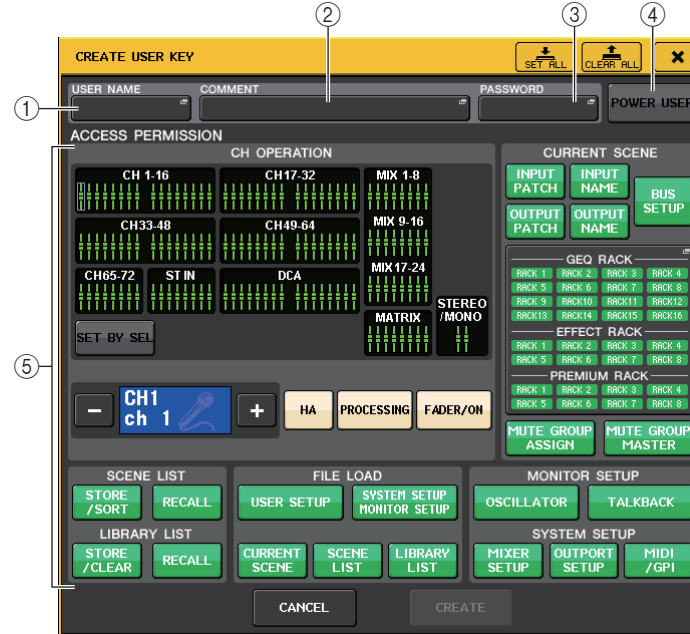 ① ② ③ ④ ⑤
CREATE USER KEY
SET ALL
CLEAR ALL
USER NAME
COMMENT
PASSWORD
POWER USER
ACCESS PERMISSION
CH OPERATION
CH 1-16
CH17-32
MIX 1-8
CH33-48
CH49-64
MIX 9-16
CH65-72
ST IN
DCA
MIX17-24
STEREO
/MONO
MATRIX
SET BY SEL
−
CH1
ch 1
+
HA
PROCESSING
FADER/ON
CURRENT SCENE
INPUT
PATCH
INPUT
NAME
BUS
SETUP
OUTPUT
PATCH
OUTPUT
NAME
GEQ RACK
RACK 1 RACK 2 RACK 3 RACK 4
RACK 5 RACK 6 RACK 7 RACK 8
RACK 9 RACK10 RACK11 RACK12
RACK13 RACK14 RACK15 RACK16
EFFECT RACK
RACK 1 RACK 2 RACK 3 RACK 4
RACK 5 RACK 6 RACK 7 RACK 8
PREMIUM RACK
RACK 1 RACK 2 RACK 3 RACK 4
RACK 5 RACK 6 RACK 7 RACK 8
MUTE GROUP
ASSIGN
MUTE GROUP
MASTER
SCENE LIST
STORE
/SORT
RECALL
LIBRARY LIST
STORE
/CLEAR
RECALL
FILE LOAD
USER SETUP
SYSTEM SETUP
MONITOR SETUP
CURRENT
SCENE
SCENE
LIST
LIBRARY
LIST
MONITOR SETUP
OSCILLATOR
TALKBACK
SYSTEM SETUP
MIXER
SETUP
OUTPORT
SETUP
MIDI
/GPI
CANCEL
CREATE